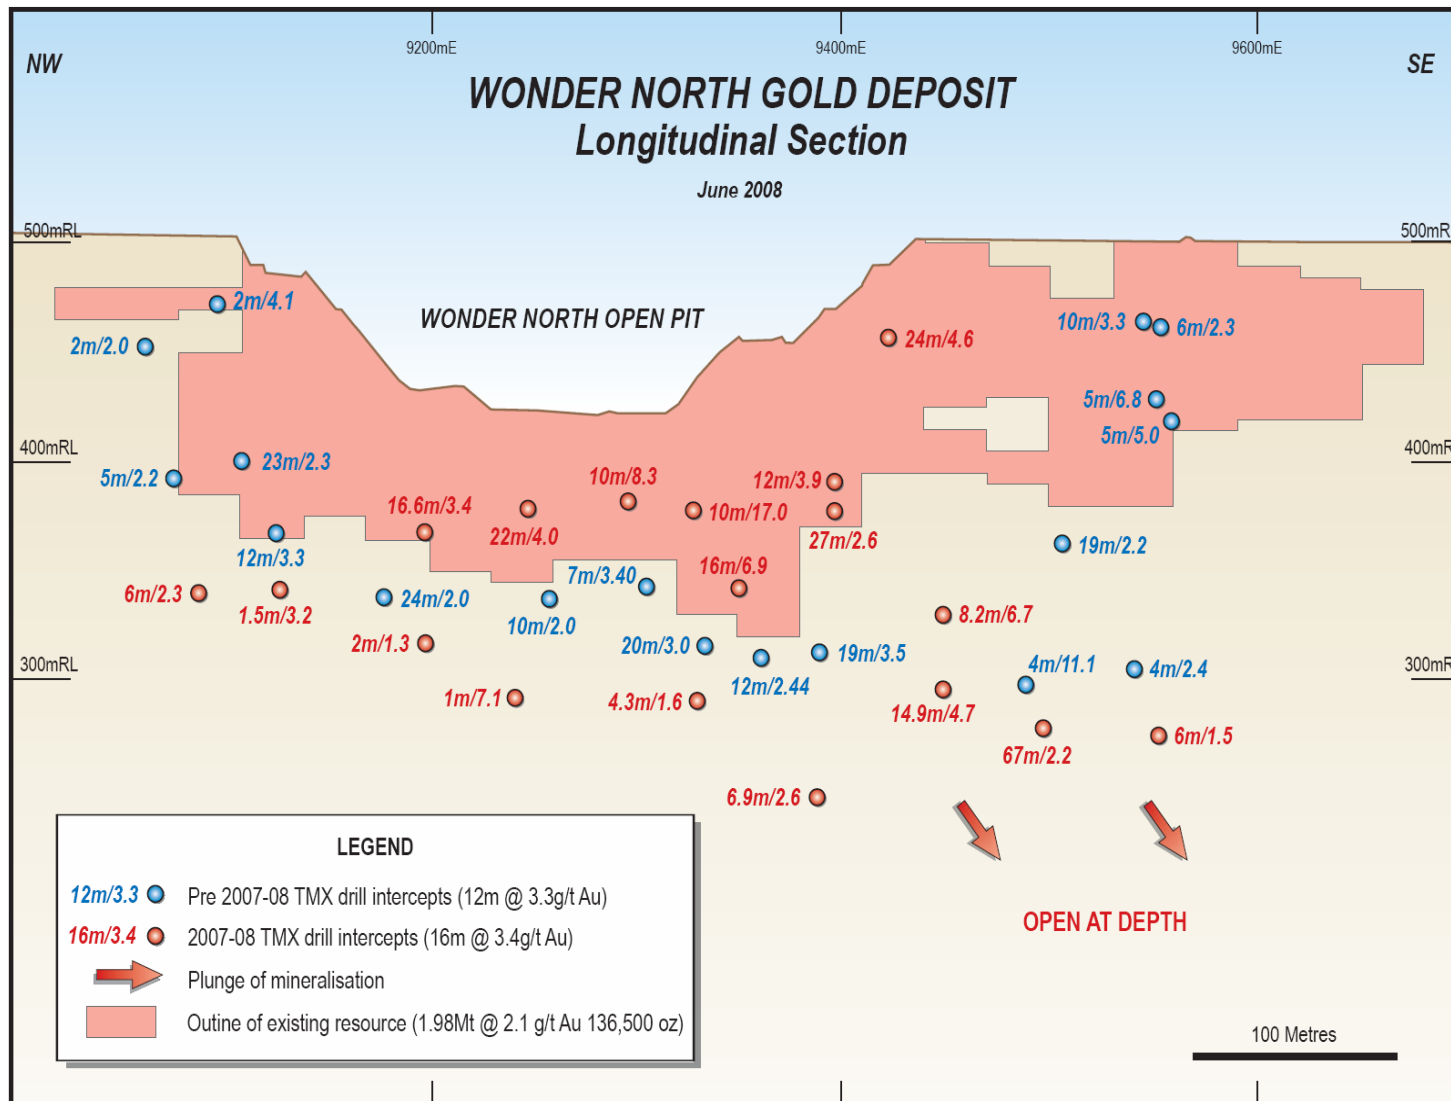 9200mE
9400mE
9600mE
NW
SE
WONDER NORTH GOLD DEPOSIT
Longitudinal Section
June 2008
500mRL
500mR
WONDER NORTH OPEN PIT
2m/4.1
2m/2.0
24m/4.6
10m/3.3
6m/2.3
5m/6.8
5m/5.0
400mRL
400mR
5m/2.2
23m/2.3
16.6m/3.4
22m/4.0
10m/8.3
10m/17.0
12m/3.9
27m/2.6
12m/3.3
19m/2.2
6m/2.3
1.5m/3.2
24m/2.0
10m/2.0
7m/3.40
16m/6.9
2m/1.3
20m/3.0
12m/2.44
19m/3.5
8.2m/6.7
300mRL
300mR
4m/11.1
4m/2.4
1m/7.1
4.3m/1.6
14.9m/4.7
67m/2.2
6m/1.5
6.9m/2.6
LEGEND
12m/3.3 Pre 2007-08 TMX drill intercepts (12m @ 3.3g/t Au)
16m/3.4 2007-08 TMX drill intercepts (16m @ 3.4g/t Au)
Plunge of mineralisation
Outine of existing resource (1.98Mt @ 2.1 g/t Au 136,500 oz)
OPEN AT DEPTH
100 Metres